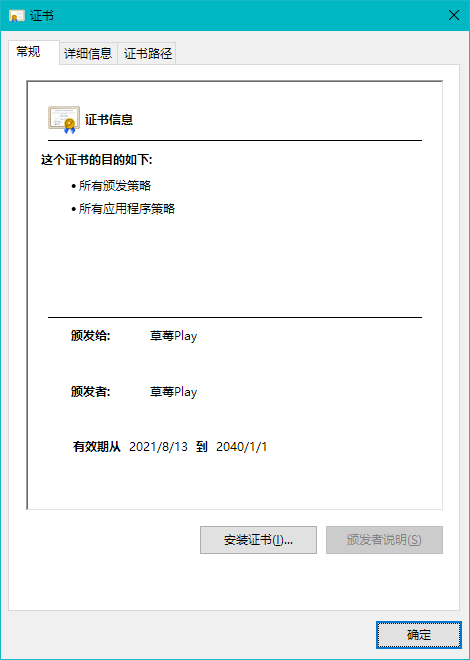 证书
常规 详细信息 证书路径
证书信息
这个证书的目的如下:
• 所有颁发策略
• 所有应用程序策略
颁发给: 草莓Play
颁发者: 草莓Play
有效期从 2021/8/13 到 2040/1/1
安装证书(I)... 颁发者说明(S)
确定